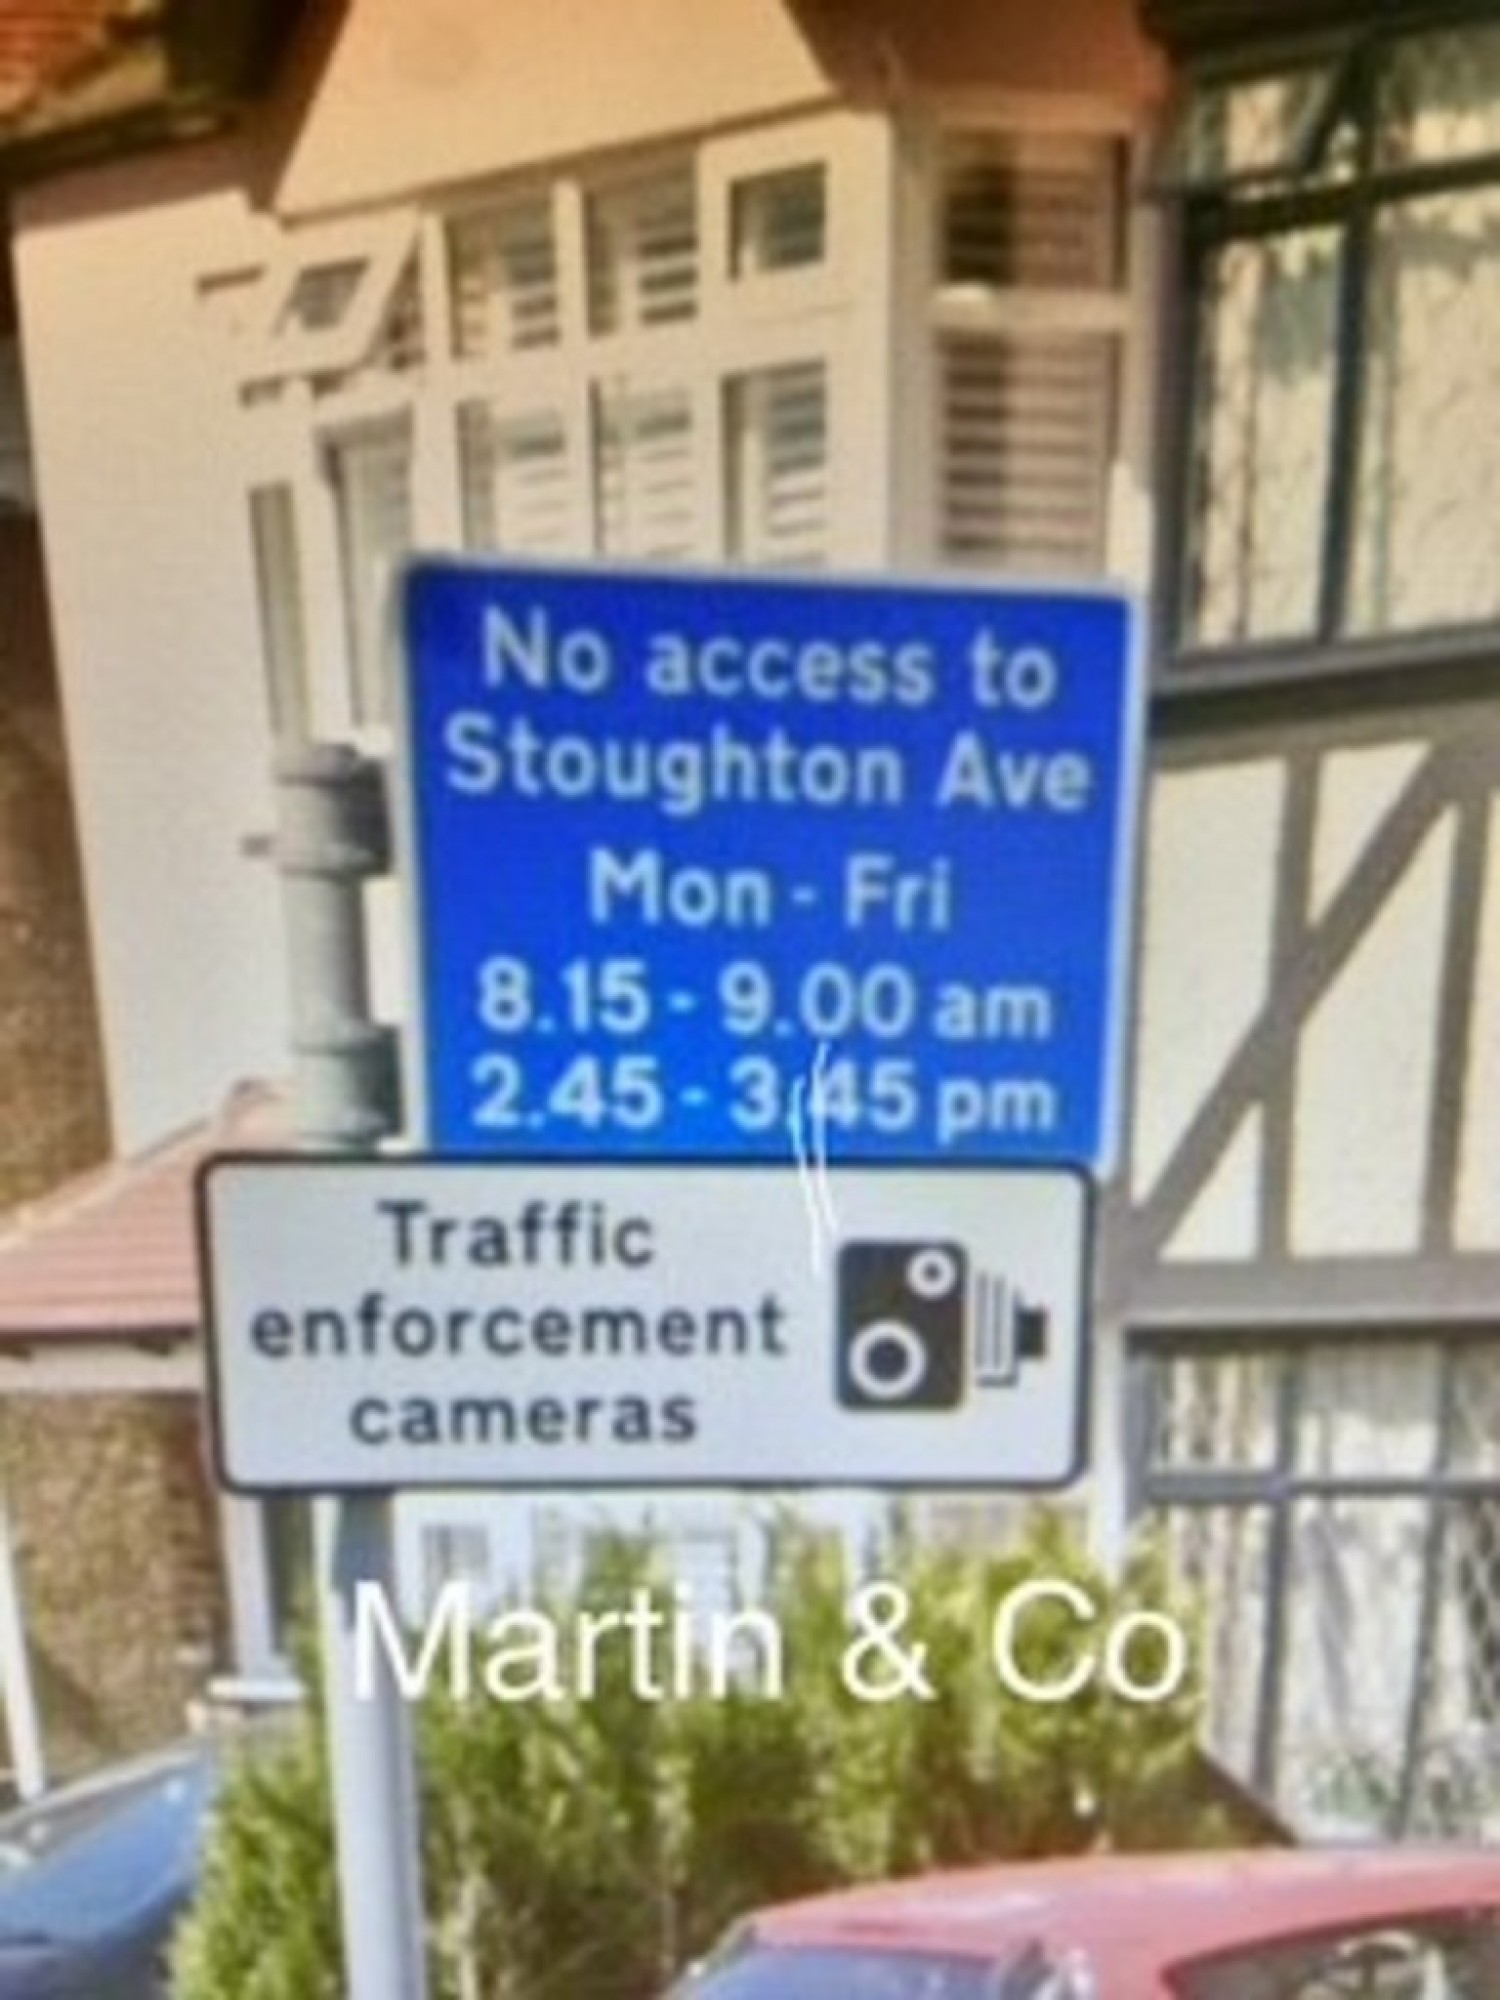 No access to
Stoughton Ave
Mon - Fri
8.15 - 9.00 am
2.45 - 3.45 pm
Traffic
enforcement
cameras
Martin & Co